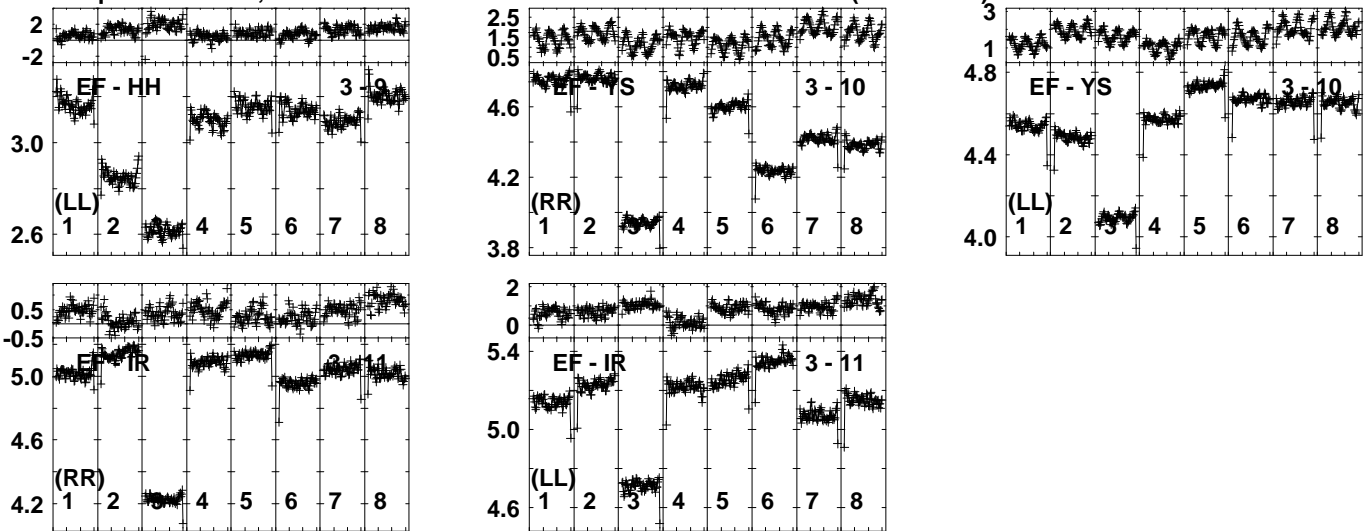 2
-2
EF - HH 3 - 9
3.0
(LL)
1 2 3 4 5 6 7 8
2.6
2.5
1.5
0.5
EF - YS 3 - 10
4.6
4.2
(RR)
1 2 3 4 5 6 7 8
3.8
3
1
4.8
EF - YS 3 - 10
4.4
(LL)
1 2 3 4 5 6 7 8
4.0
0.5
-0.5
EF - IR 3 - 11
5.0
4.6
(RR)
1 2 3 4 5 6 7 8
4.2
2
0
5.4
EF - IR 3 - 11
5.0
(LL)
1 2 3 4 5 6 7 8
4.6